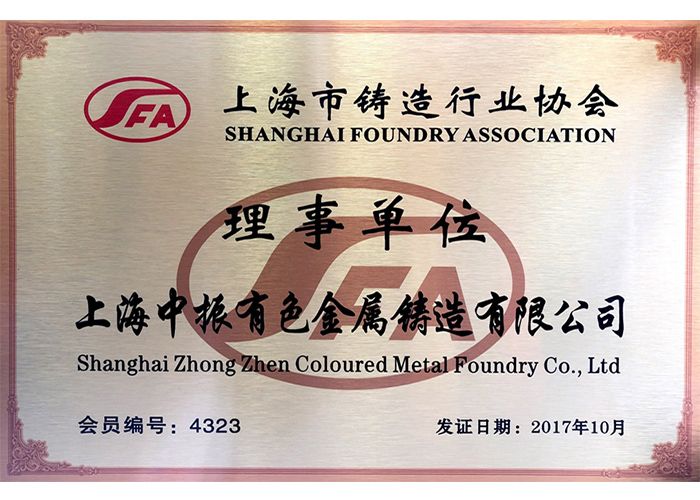 SFA 上海市铸造行业协会
SHANGHAI FOUNDRY ASSOCIATION
理事单位
SFA
上海中振有色金属铸造有限公司
Shanghai Zhong Zhen Coloured Metal Foundry Co., Ltd
会员编号：4323 发证日期：2017年10月